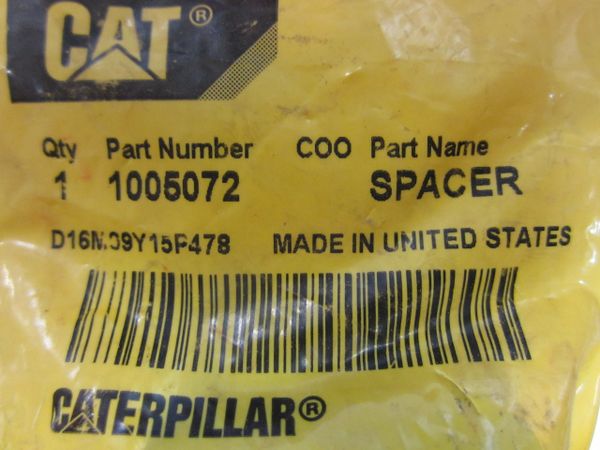 CAT®
Qty Part Number COO Part Name
1 1005072 SPACER
D16M09Y15P478 MADE IN UNITED STATES
CATERPILLAR®